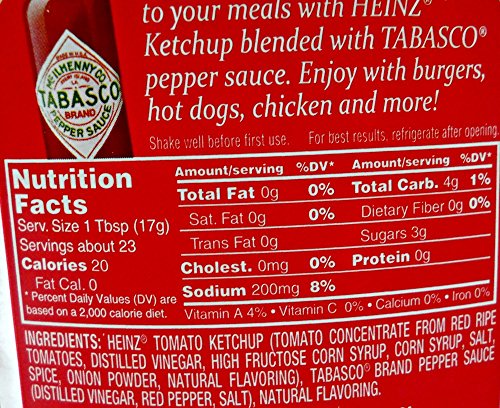 to your meals with HEINZ®
Ketchup blended with TABASCO®
pepper sauce. Enjoy with burgers,
hot dogs, chicken and more!
Shake well before first use. For best results, refrigerate after opening.
McILHENNY CO.
TABASCO
BRAND
PEPPER SAUCE
Nutrition
Facts
Serv. Size 1 Tbsp (17g)
Servings about 23
Calories 20
Fat Cal. 0
* Percent Daily Values (DV) are
based on a 2,000 calorie diet.
Amount/serving %DV* Amount/serving %DV*
Total Fat 0g 0% Total Carb. 4g 1%
Sat. Fat 0g 0% Dietary Fiber 0g 0%
Trans Fat 0g Sugars 3g
Cholest. 0mg 0% Protein 0g
Sodium 200mg 8%
Vitamin A 4% • Vitamin C 0% • Calcium 0% • Iron 0%
INGREDIENTS: HEINZ® TOMATO KETCHUP (TOMATO CONCENTRATE FROM RED RIPE
TOMATOES, DISTILLED VINEGAR, HIGH FRUCTOSE CORN SYRUP, CORN SYRUP, SALT,
SPICE, ONION POWDER, NATURAL FLAVORING), TABASCO® BRAND PEPPER SAUCE
(DISTILLED VINEGAR, RED PEPPER, SALT), NATURAL FLAVORING.